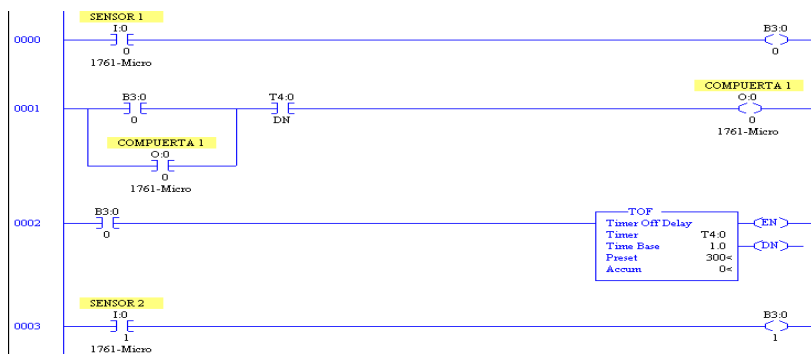 SENSOR 1
I:0
B3:0
0000
0
0
1761-Micro
COMPUERTA 1
B3:0
T4:0
O:0
0001
0
DN
0
COMPUERTA 1
1761-Micro
O:0
0
1761-Micro
B3:0
TOF
0002
0
Timer Off Delay
EN
Timer T4:0
Time Base 1.0
DN
Preset 300<
Accum 0<
SENSOR 2
I:0
B3:0
0003
1
1
1761-Micro